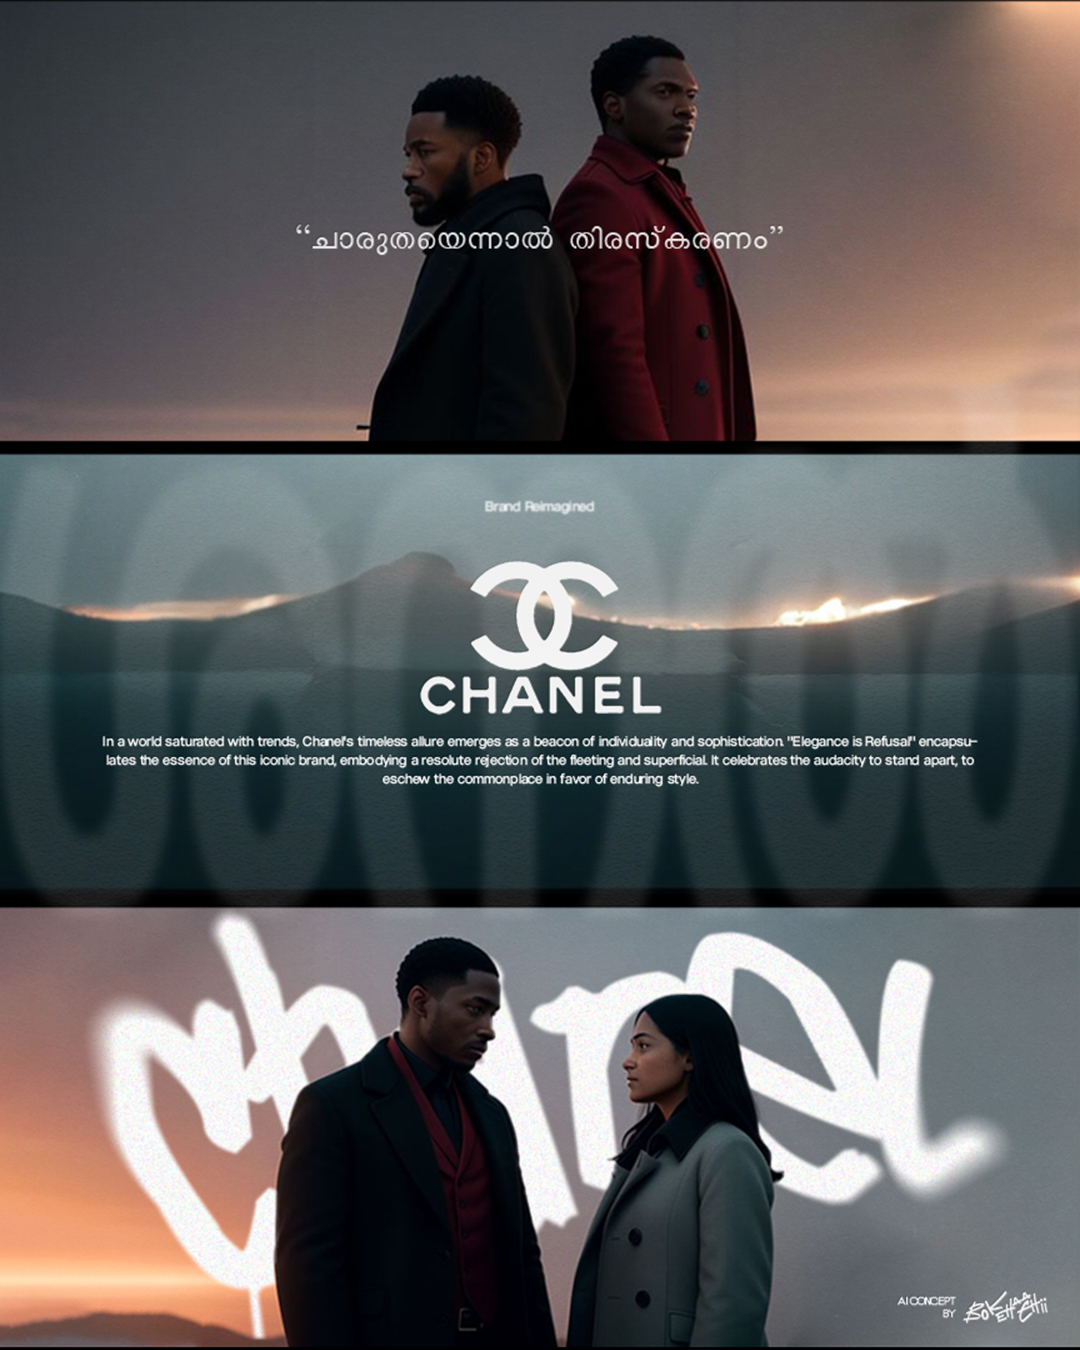 “ചാരുതയെന്നാൽ തിരസ്കരണം”
Brand Reimagined
CHANEL
In a world saturated with trends, Chanel's timeless allure emerges as a beacon of individuality and sophistication. "Elegance is Refusal" encapsu-
lates the essence of this iconic brand, embodying a resolute rejection of the fleeting and superficial. It celebrates the audacity to stand apart, to
eschew the commonplace in favor of enduring style.
Chanel
AI CONCEPT
BY